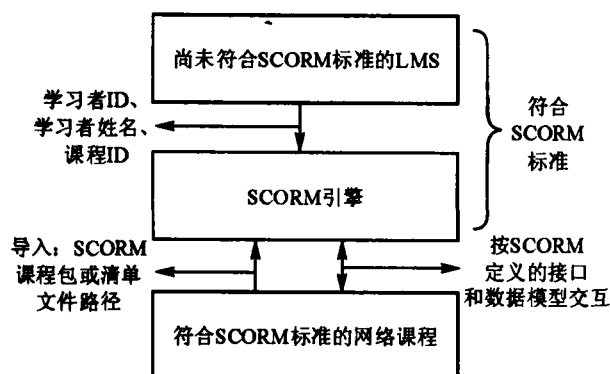 尚未符合SCORM标准的LMS
学习者ID、
学习者姓名、
课程ID
符合
SCORM
标准
SCORM引擎
导入：SCORM
课程包或清单
文件路径
按SCORM
定义的接口
和数据模型交互
符合SCORM标准的网络课程